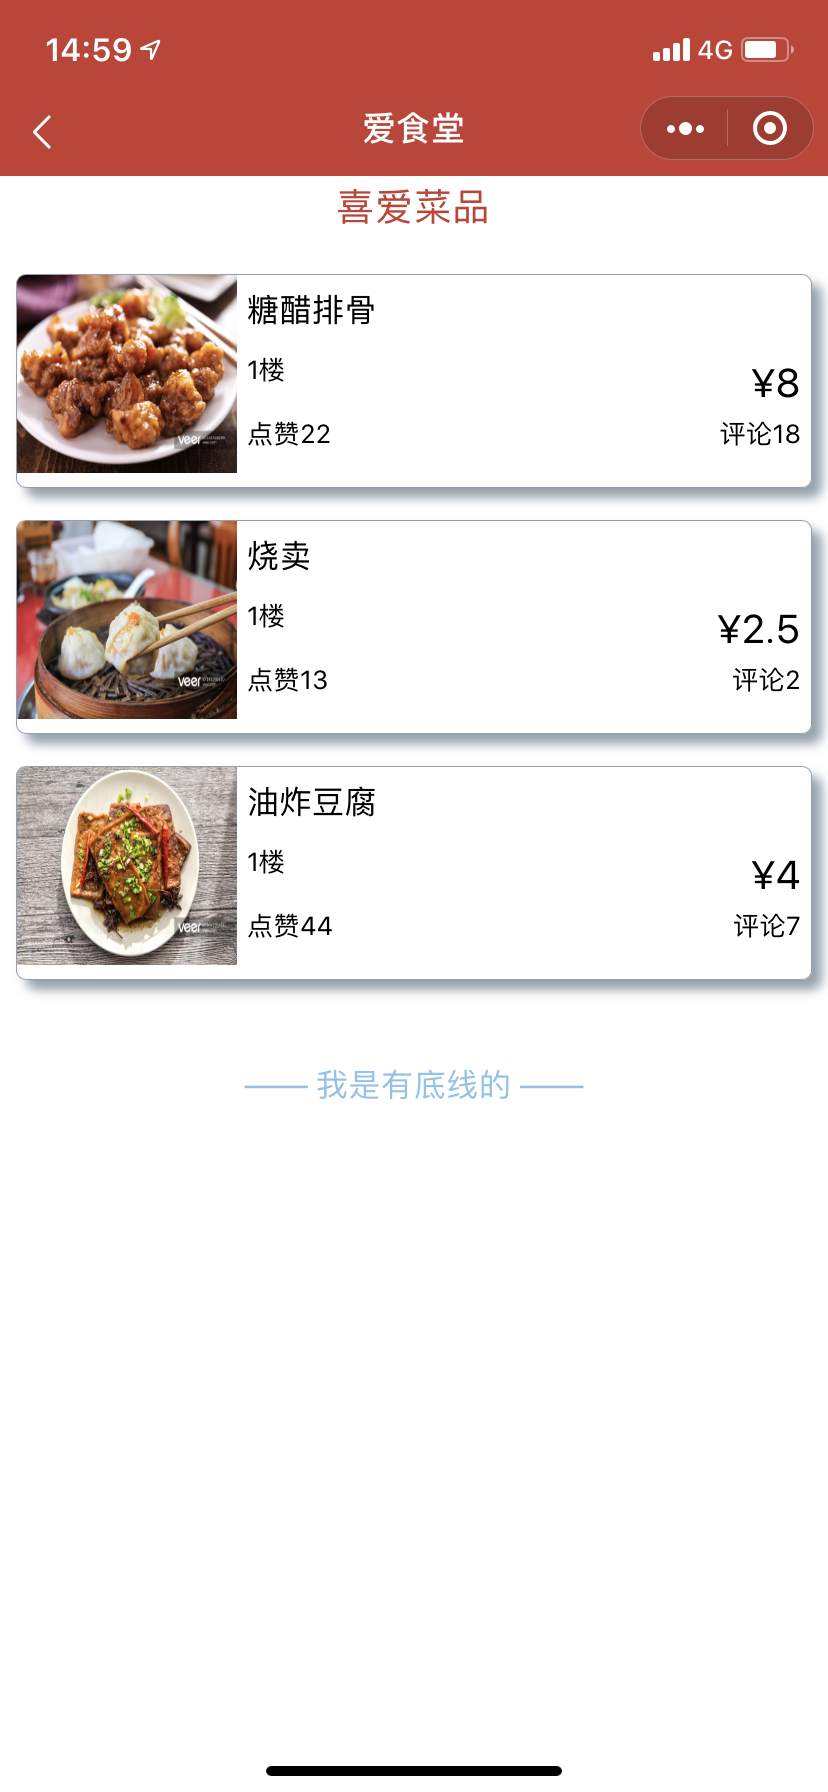 14:59
4G
爱食堂
喜爱菜品
糖醋排骨
1楼
¥8
点赞22
评论18
veer
烧卖
1楼
¥2.5
点赞13
评论2
veer
油炸豆腐
1楼
¥4
点赞44
评论7
veer
—— 我是有底线的 ——